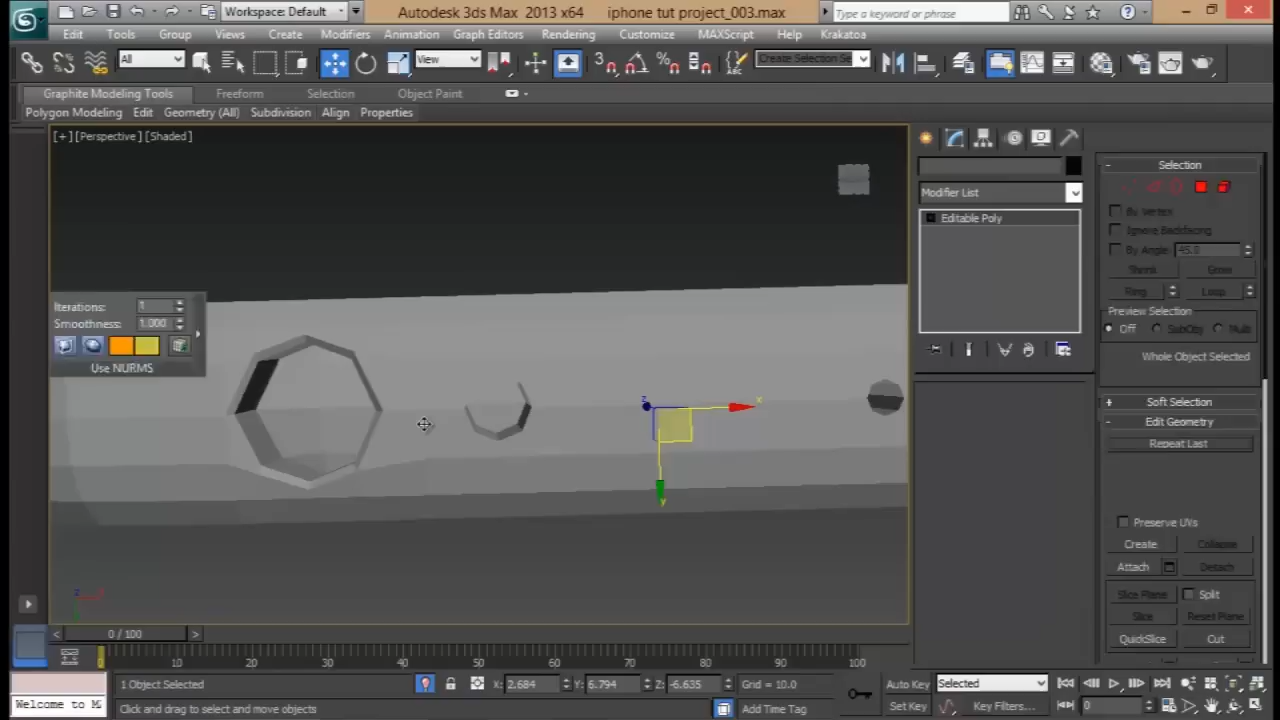 Workspace: Default
Autodesk 3ds Max 2013 x64 iphone tut project_003.max
Type a keyword or phrase
Edit Tools Group Views Create Modifiers Animation Graph Editors Rendering Customize MAXScript Help Krakatoa
All
View
Create Selection Se
Graphite Modeling Tools Freeform Selection Object Paint
Polygon Modeling Edit Geometry (All) Subdivision Align Properties
[+] [Perspective] [Shaded]
Iterations: 1
Smoothness: 1.000
Use NURMS
z x y
Modifier List
Editable Poly
- Selection
By Vertex
Ignore Backfacing
By Angle: 45.0
Shrink Grow
Ring Loop
Preview Selection
Off SubObj Multi
Whole Object Selected
+ Soft Selection
- Edit Geometry
Repeat Last
Preserve UVs
Create Collapse
Attach Detach
Slice Plane Split
Slice Reset Plane
QuickSlice Cut
< 0 / 100 >
10 20 30 40 50 60 70 80 90 100
1 Object Selected X: 2.684 Y: 6.794 Z: -6.635 Grid = 10.0 Auto Key Selected
Welcome to M
Click and drag to select and move objects Add Time Tag Set Key Key Filters... 0